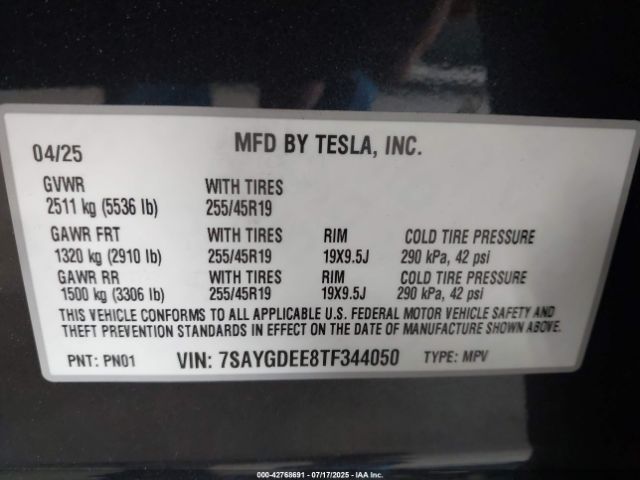 04/25 MFD BY TESLA, INC.
GVWR WITH TIRES
2511 kg (5536 lb) 255/45R19
GAWR FRT WITH TIRES RIM COLD TIRE PRESSURE
1320 kg (2910 lb) 255/45R19 19X9.5J 290 kPa, 42 psi
GAWR RR WITH TIRES RIM COLD TIRE PRESSURE
1500 kg (3306 lb) 255/45R19 19X9.5J 290 kPa, 42 psi
THIS VEHICLE CONFORMS TO ALL APPLICABLE U.S. FEDERAL MOTOR VEHICLE SAFETY AND
THEFT PREVENTION STANDARDS IN EFFECT ON THE DATE OF MANUFACTURE SHOWN ABOVE.
PNT: PN01 VIN: 7SAYGDEE8TF344050 TYPE: MPV
© (00) - 42768691 - 07/17/2025 - IAA Inc.